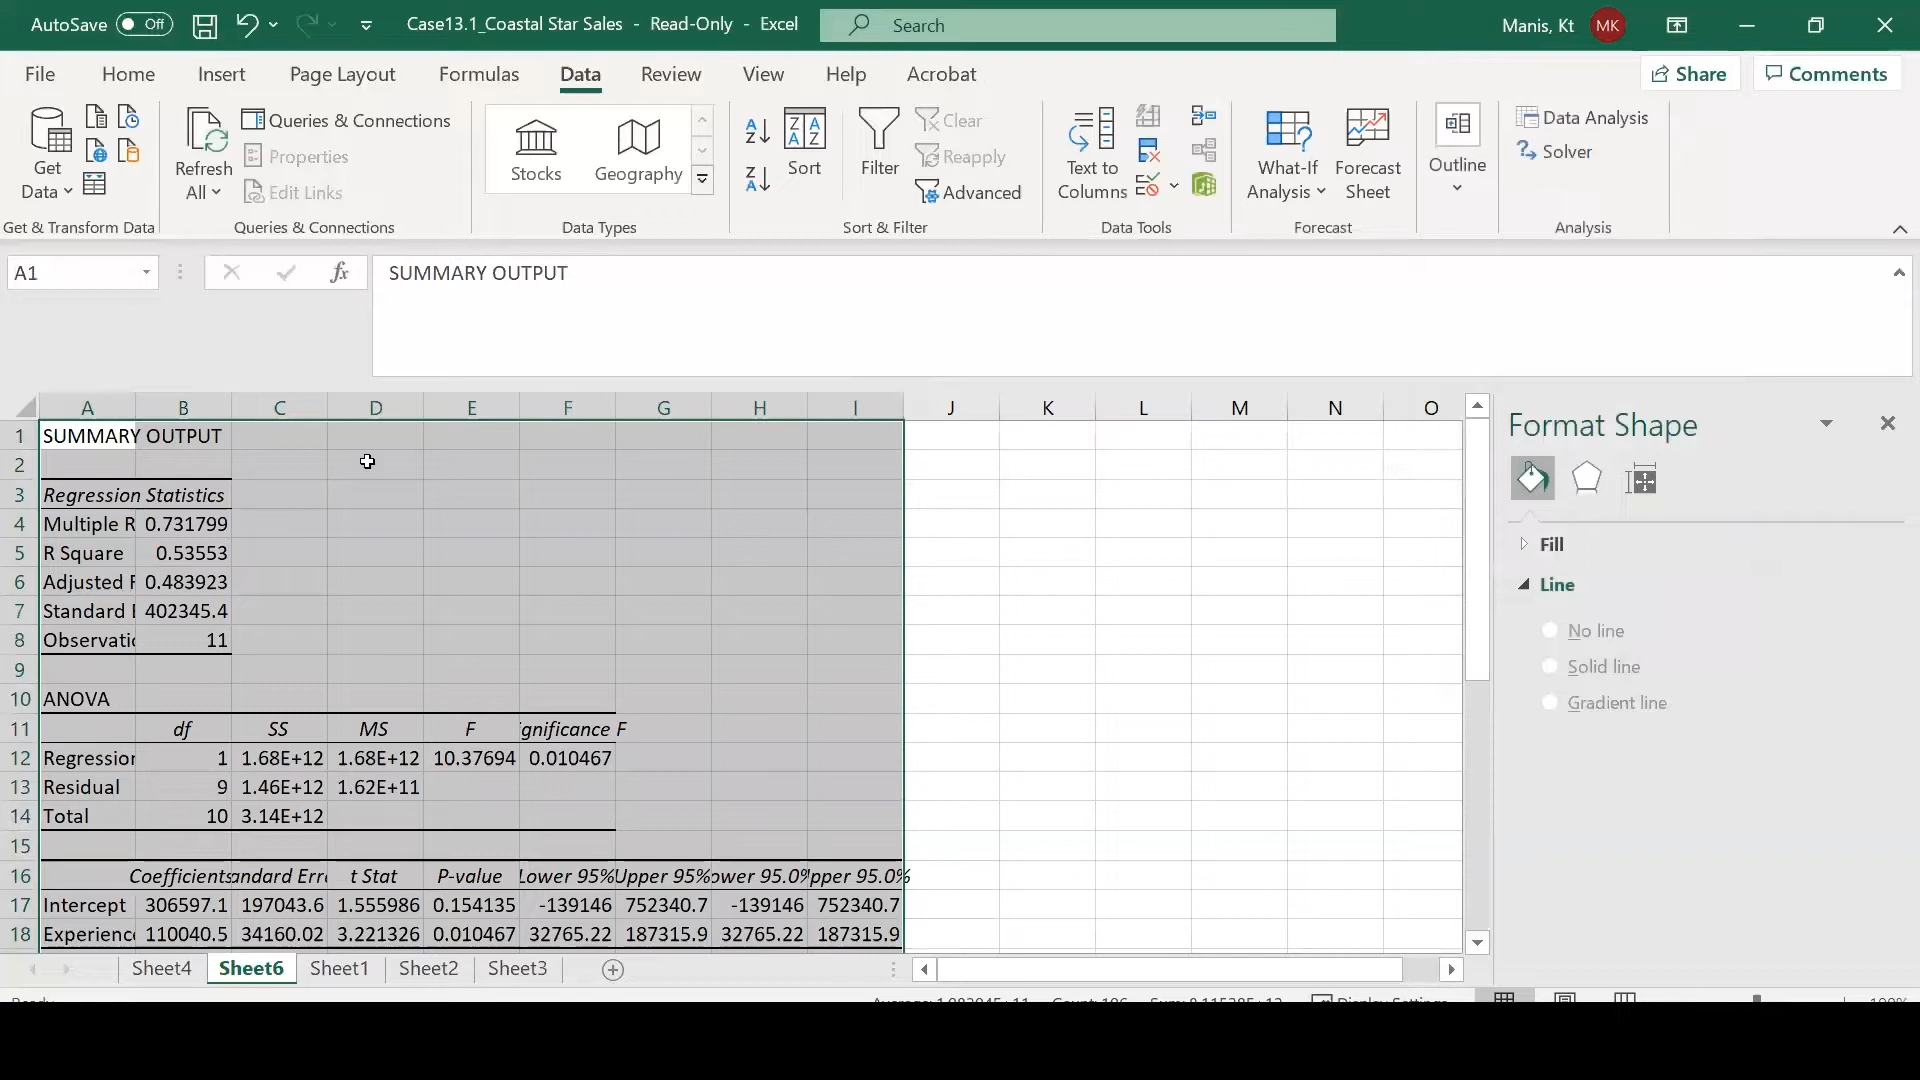 AutoSave Off Case13.1_Coastal Star Sales - Read-Only - Excel Search Manis, Kt MK
File Home Insert Page Layout Formulas Data Review View Help Acrobat Share Comments
Get Data
Refresh All
Queries & Connections
Properties
Edit Links
Stocks Geography
A Z
Z A
Z A A Z
Sort
Filter
Clear
Reapply
Advanced
Text to Columns
What-If Analysis
Forecast Sheet
Outline
Data Analysis
Solver
Get & Transform Data Queries & Connections Data Types Sort & Filter Data Tools Forecast Analysis
A1 fx SUMMARY OUTPUT
A B C D E F G H I J K L M N O
1 SUMMARY OUTPUT
2
3 Regression Statistics
4 Multiple R 0.731799
5 R Square 0.53553
6 Adjusted 0.483923
7 Standard 402345.4
8 Observatio 11
9
10 ANOVA
11 df SS MS F gnificance F
12 Regression 1 1.68E+12 1.68E+12 10.37694 0.010467
13 Residual 9 1.46E+12 1.62E+11
14 Total 10 3.14E+12
15
16 Coefficients andard Erro t Stat P-value Lower 95% Upper 95% ower 95.0% pper 95.0%
17 Intercept 306597.1 197043.6 1.555986 0.154135 -139146 752340.7 -139146 752340.7
18 Experience 110040.5 34160.02 3.221326 0.010467 32765.22 187315.9 32765.22 187315.9
Sheet4 Sheet6 Sheet1 Sheet2 Sheet3
Format Shape
Fill
Line
No line
Solid line
Gradient line